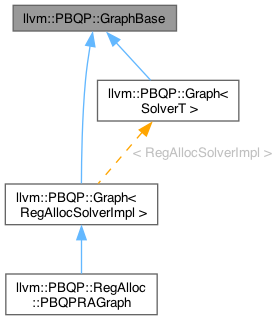 llvm::PBQP::GraphBase
llvm::PBQP::Graph<
SolverT >
< RegAllocSolverImpl >
llvm::PBQP::Graph<
RegAllocSolverImpl >
llvm::PBQP::RegAlloc
::PBQPRAGraph